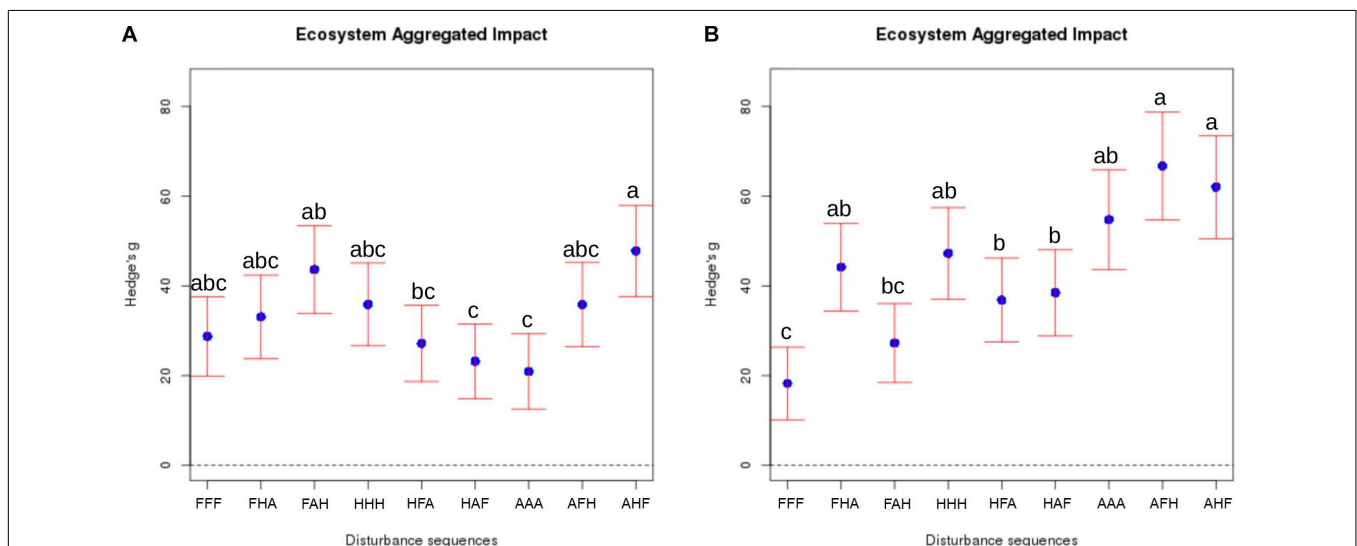 A
Ecosystem Aggregated Impact
Hedge's g
80
60
40
20
0
abc
abc
ab
abc
bc
c
c
abc
a
FFF FHA FAH HHH HFA HAF AAA AFH AHF
Disturbance sequences
B
Ecosystem Aggregated Impact
Hedge's g
80
60
40
20
0
c
ab
bc
ab
b
b
ab
a
a
FFF FHA FAH HHH HFA HAF AAA AFH AHF
Disturbance sequences